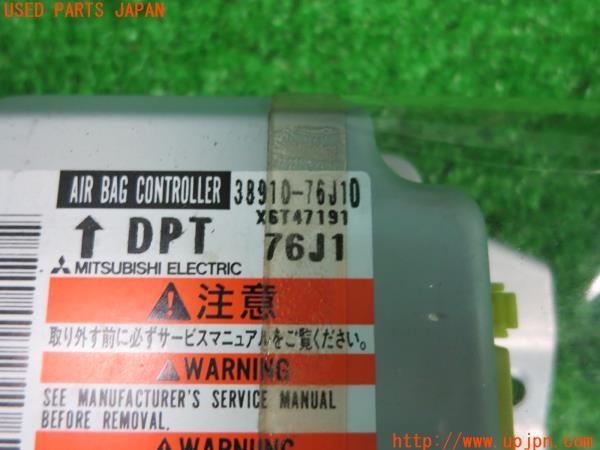 USED PARTS JAPAN
AIR BAG CONTROLLER 38910-76J10
X6T47191
↑ DPT 76J1
MITSUBISHI ELECTRIC
注意
取り外す前に必ずサービスマニュアルをご覧ください。
WARNING
SEE MANUFACTURER'S SERVICE MANUAL
BEFORE REMOVAL.
WARNING
http://www.upjpn.com